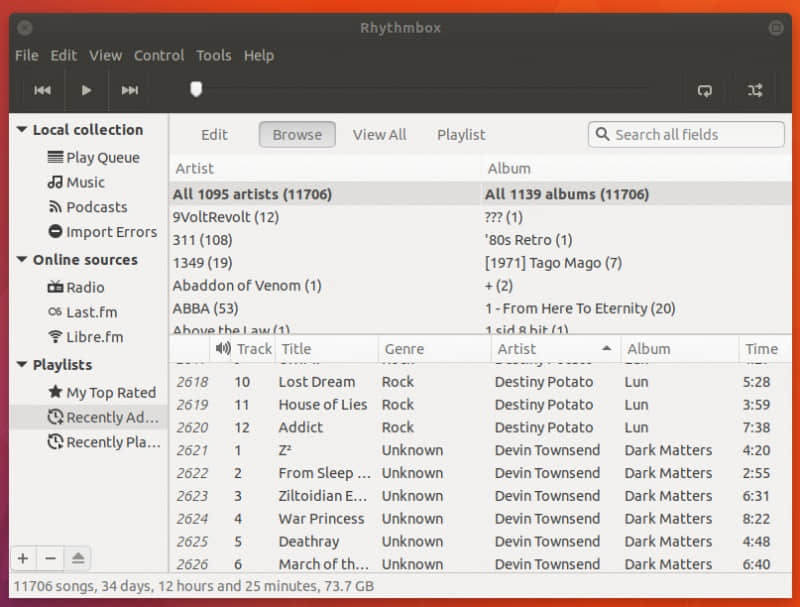 Rhythmbox
File Edit View Control Tools Help
Local collection
Play Queue
Music
Podcasts
Import Errors
Online sources
Radio
Last.fm
Libre.fm
Playlists
My Top Rated
Recently Ad...
Recently Pla...
Edit Browse View All Playlist Search all fields
Artist Album
All 1095 artists (11706) All 1139 albums (11706)
9VoltRevolt (12) ??? (1)
311 (108) '80s Retro (1)
1349 (19) [1971] Tago Mago (7)
Abaddon of Venom (1) + (2)
ABBA (53) 1 - From Here To Eternity (20)
Above the Law (1) 1 sid 8 bit (1)
Track Title Genre Artist Album Time
2618 10 Lost Dream Rock Destiny Potato Lun 5:28
2619 11 House of Lies Rock Destiny Potato Lun 3:59
2620 12 Addict Rock Destiny Potato Lun 7:38
2621 1 Z² Unknown Devin Townsend Dark Matters 4:20
2622 2 From Sleep ... Unknown Devin Townsend Dark Matters 2:55
2623 3 Ziltoidian E... Unknown Devin Townsend Dark Matters 6:31
2624 4 War Princess Unknown Devin Townsend Dark Matters 8:22
2625 5 Deathray Unknown Devin Townsend Dark Matters 4:48
2626 6 March of th... Unknown Devin Townsend Dark Matters 6:40
11706 songs, 34 days, 12 hours and 25 minutes, 73.7 GB